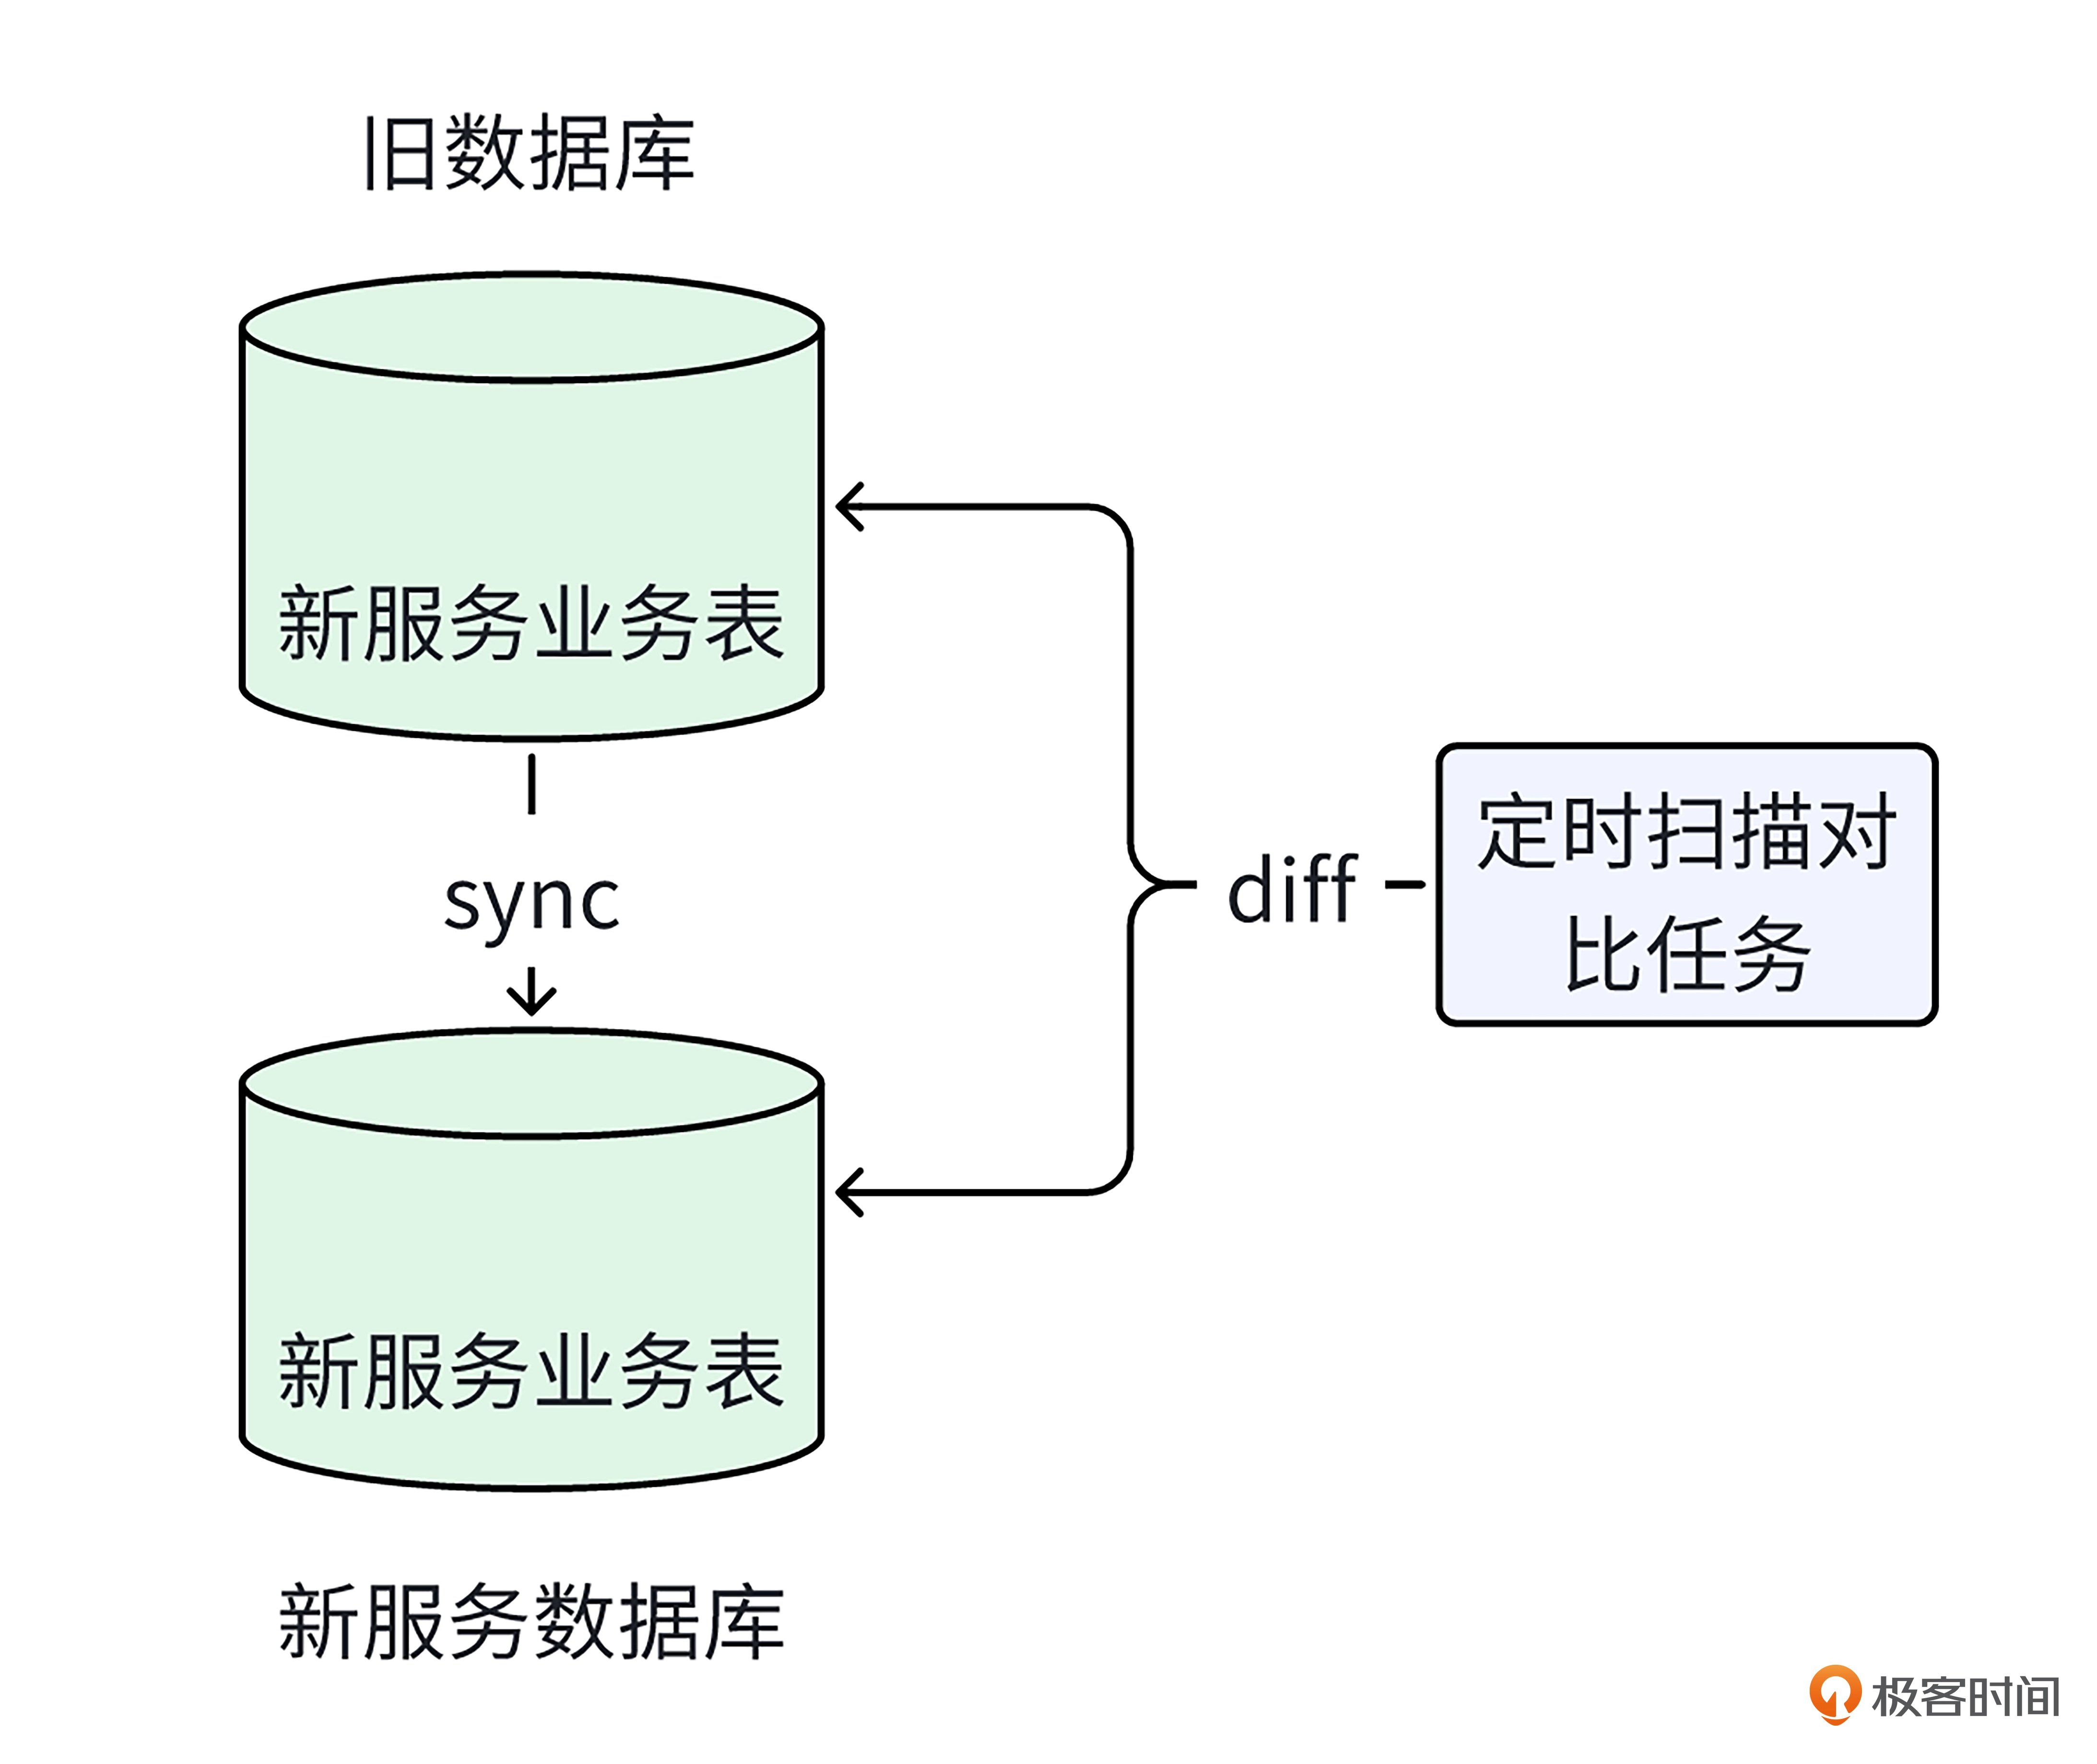 旧数据库
新服务业务表
sync
diff
定时扫描对
比任务
新服务业务表
新服务数据库
极客时间